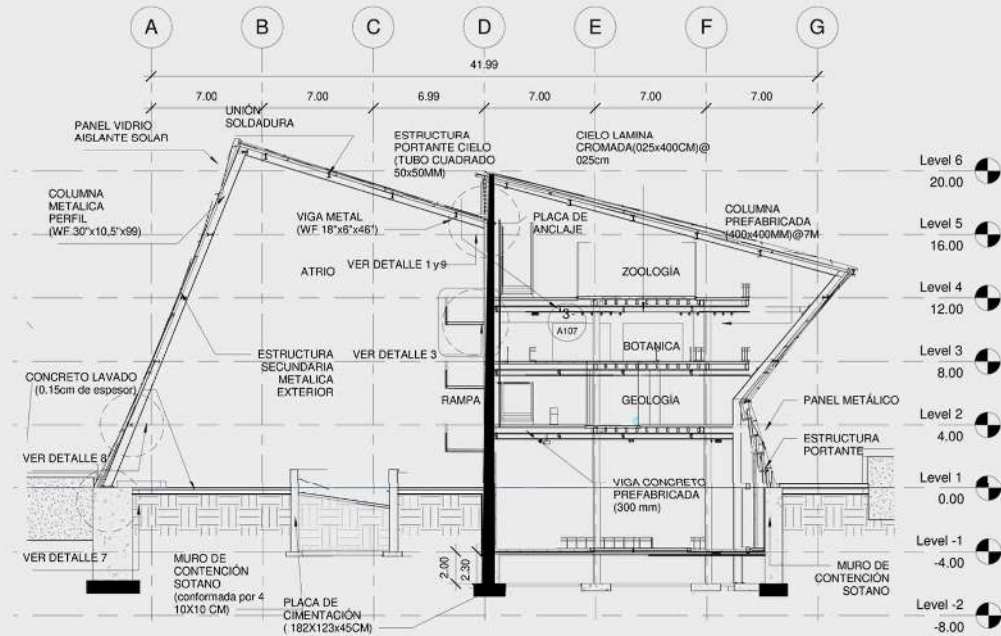 A B C D E F G
41.99
7.00 7.00 6.99 7.00 7.00 7.00
PANEL VIDRIO
AISLANTE SOLAR
UNIÓN
SOLDADURA
ESTRUCTURA
PORTANTE CIELO
(TUBO CUADRADO
50x50MM)
CIELO LAMINA
CROMADA(025x400CM)@
025cm
COLUMNA
METALICA
PERFIL
(WF 30"x10,5"x99)
VIGA METAL
(WF 18"x6"x46")
PLACA DE
ANCLAJE
COLUMNA
PREFABRICADA
(400x400MM)@7M
ATRIO
VER DETALLE 1 y 9
ZOOLOGÍA
3
A107
ESTRUCTURA
SECUNDARIA
METALICA
EXTERIOR
VER DETALLE 3
BOTANICA
CONCRETO LAVADO
(0.15cm de espesor)
RAMPA
GEOLOGÍA
PANEL METÁLICO
ESTRUCTURA
PORTANTE
VER DETALLE 8
VIGA CONCRETO
PREFABRICADA
(300 mm)
VER DETALLE 7
MURO DE
CONTENCIÓN
SOTANO
(conformada por 4
10X10 CM)
PLACA DE
CIMENTACIÓN
( 182X123x45CM)
2.00
2.30
MURO DE
CONTENCIÓN
SOTANO
Level 6
20.00
Level 5
16.00
Level 4
12.00
Level 3
8.00
Level 2
4.00
Level 1
0.00
Level -1
-4.00
Level -2
-8.00